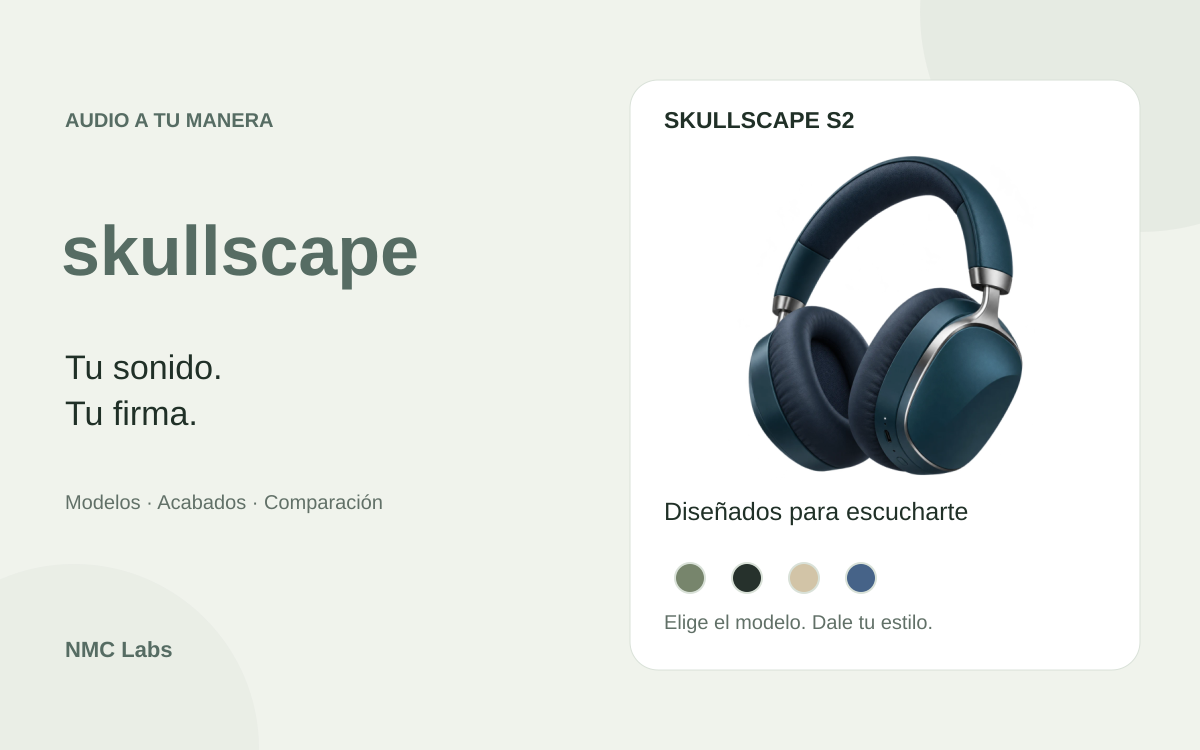 AUDIO A TU MANERA
skullscape
Tu sonido.
Tu firma.
Modelos · Acabados · Comparación
NMC Labs
SKULLSCAPE S2
Diseñados para escucharte
Elige el modelo. Dale tu estilo.